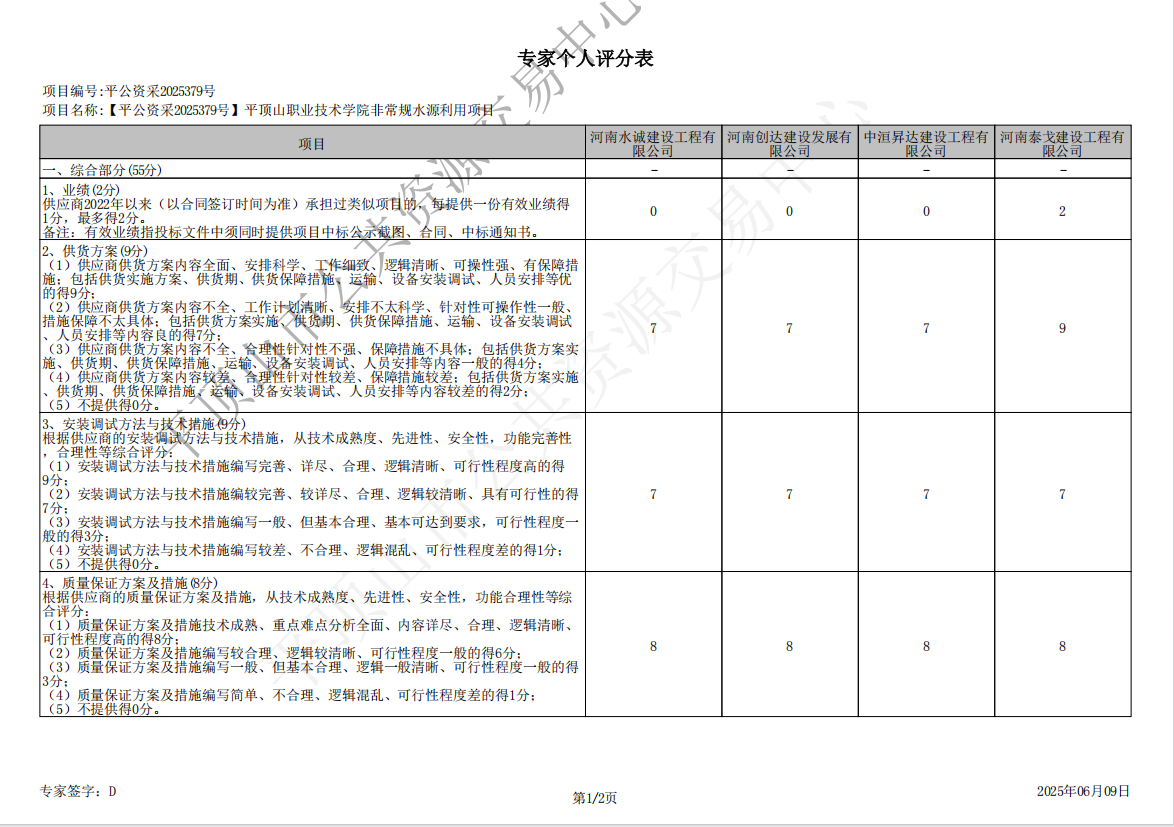 专家个人评分表
项目编号:平公资采2025379号
项目名称:【平公资采2025379号】平顶山职业技术学院非常规水源利用项目
项目
河南水诚建设工程有
限公司
河南创达建设发展有
限公司
中洹昇达建设工程有
限公司
河南泰戈建设工程有
限公司
一、综合部分(55分)
-
-
-
-
1、业绩(2分)
供应商2022年以来（以合同签订时间为准）承担过类似项目的，每提供一份有效业绩得
1分，最多得2分。
备注：有效业绩指投标文件中须同时提供项目中标公示截图、合同、中标通知书。
0
0
0
2
2、供货方案(9分)
（1）供应商供货方案内容全面、安排科学、工作细致、逻辑清晰、可操性强、有保障措
施；包括供货实施方案、供货期、供货保障措施、运输、设备安装调试、人员安排等优
的得9分；
（2）供应商供货方案内容不全、工作计划清晰、安排不太科学、针对性可操作性一般、
措施保障不太具体；包括供货方案实施、供货期、供货保障措施、运输、设备安装调试
、人员安排等内容良的得7分；
（3）供应商供货方案内容不全、合理性针对性不强、保障措施不具体；包括供货方案实
施、供货期、供货保障措施、运输、设备安装调试、人员安排等内容一般的得4分；
（4）供应商供货方案内容较差、合理性针对性较差、保障措施较差；包括供货方案实施
、供货期、供货保障措施、运输、设备安装调试、人员安排等内容较差的得2分；
（5）不提供得0分。
7
7
7
9
3、安装调试方法与技术措施(9分)
根据供应商的安装调试方法与技术措施，从技术成熟度、先进性、安全性，功能完善性
，合理性等综合评分：
（1）安装调试方法与技术措施编写完善、详尽、合理、逻辑清晰、可行性程度高的得
9分；
（2）安装调试方法与技术措施编较完善、较详尽、合理、逻辑较清晰、具有可行性的得
7分；
（3）安装调试方法与技术措施编写一般、但基本合理、基本可达到要求，可行性程度一
般的得3分；
（4）安装调试方法与技术措施编写较差、不合理、逻辑混乱、可行性程度差的得1分；
（5）不提供得0分。
7
7
7
7
4、质量保证方案及措施(8分)
根据供应商的质量保证方案及措施，从技术成熟度、先进性、安全性，功能合理性等综
合评分：
（1）质量保证方案及措施技术成熟、重点难点分析全面、内容详尽、合理、逻辑清晰、
可行性程度高的得8分；
（2）质量保证方案及措施编写较合理、逻辑较清晰、可行性程度一般的得6分；
（3）质量保证方案及措施编写一般、但基本合理、逻辑一般清晰、可行性程度一般的得
3分；
（4）质量保证方案及措施编写简单、不合理、逻辑混乱、可行性程度差的得1分；
（5）不提供得0分。
8
8
8
8
专家签字：D
第1/2页
2025年06月09日
平顶山市公共资源交易中心
平顶山市公共资源交易中心